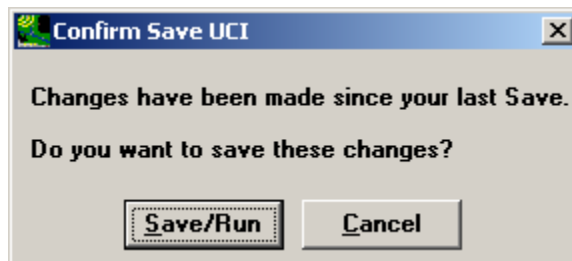 Confirm Save UCI
Changes have been made since your last Save.
Do you want to save these changes?
Save/Run Cancel